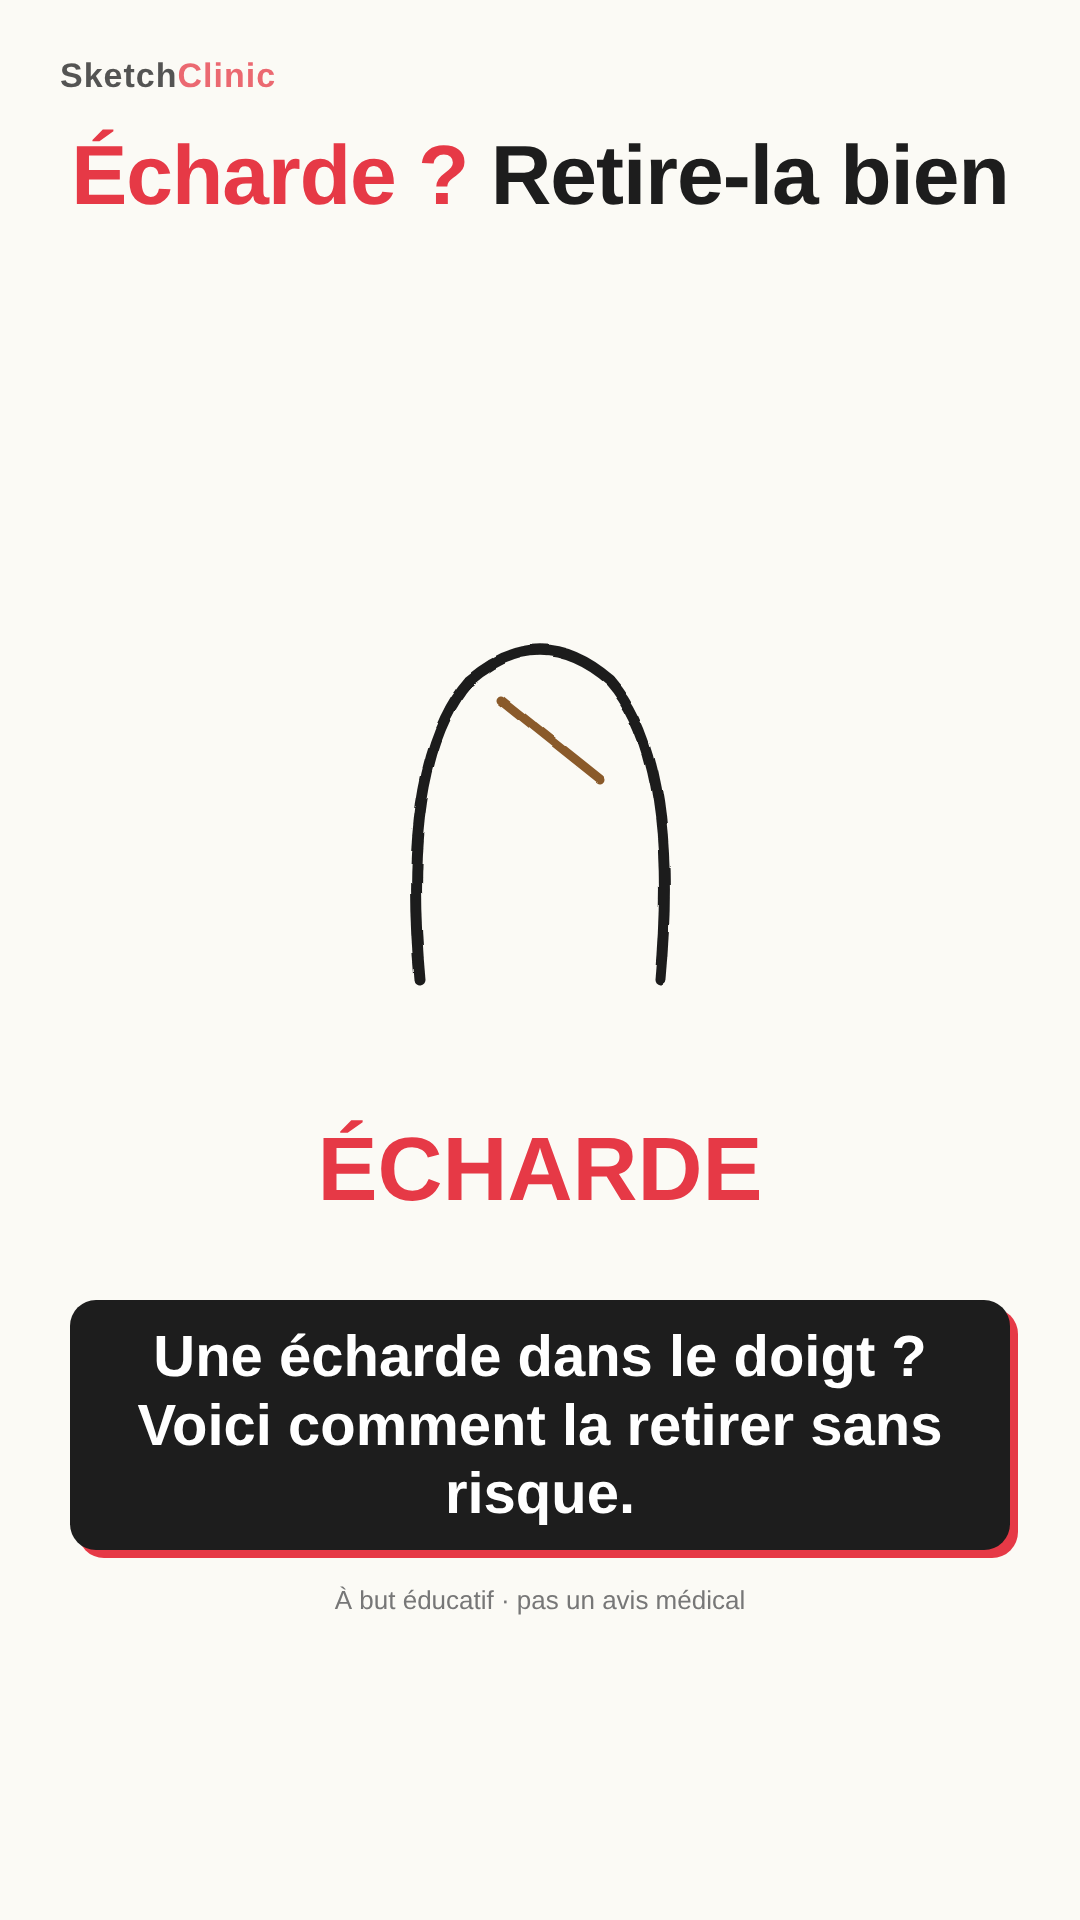 SketchClinic
Écharde ? Retire-la bien
ÉCHARDE
Une écharde dans le doigt ?
Voici comment la retirer sans
risque.
À but éducatif · pas un avis médical